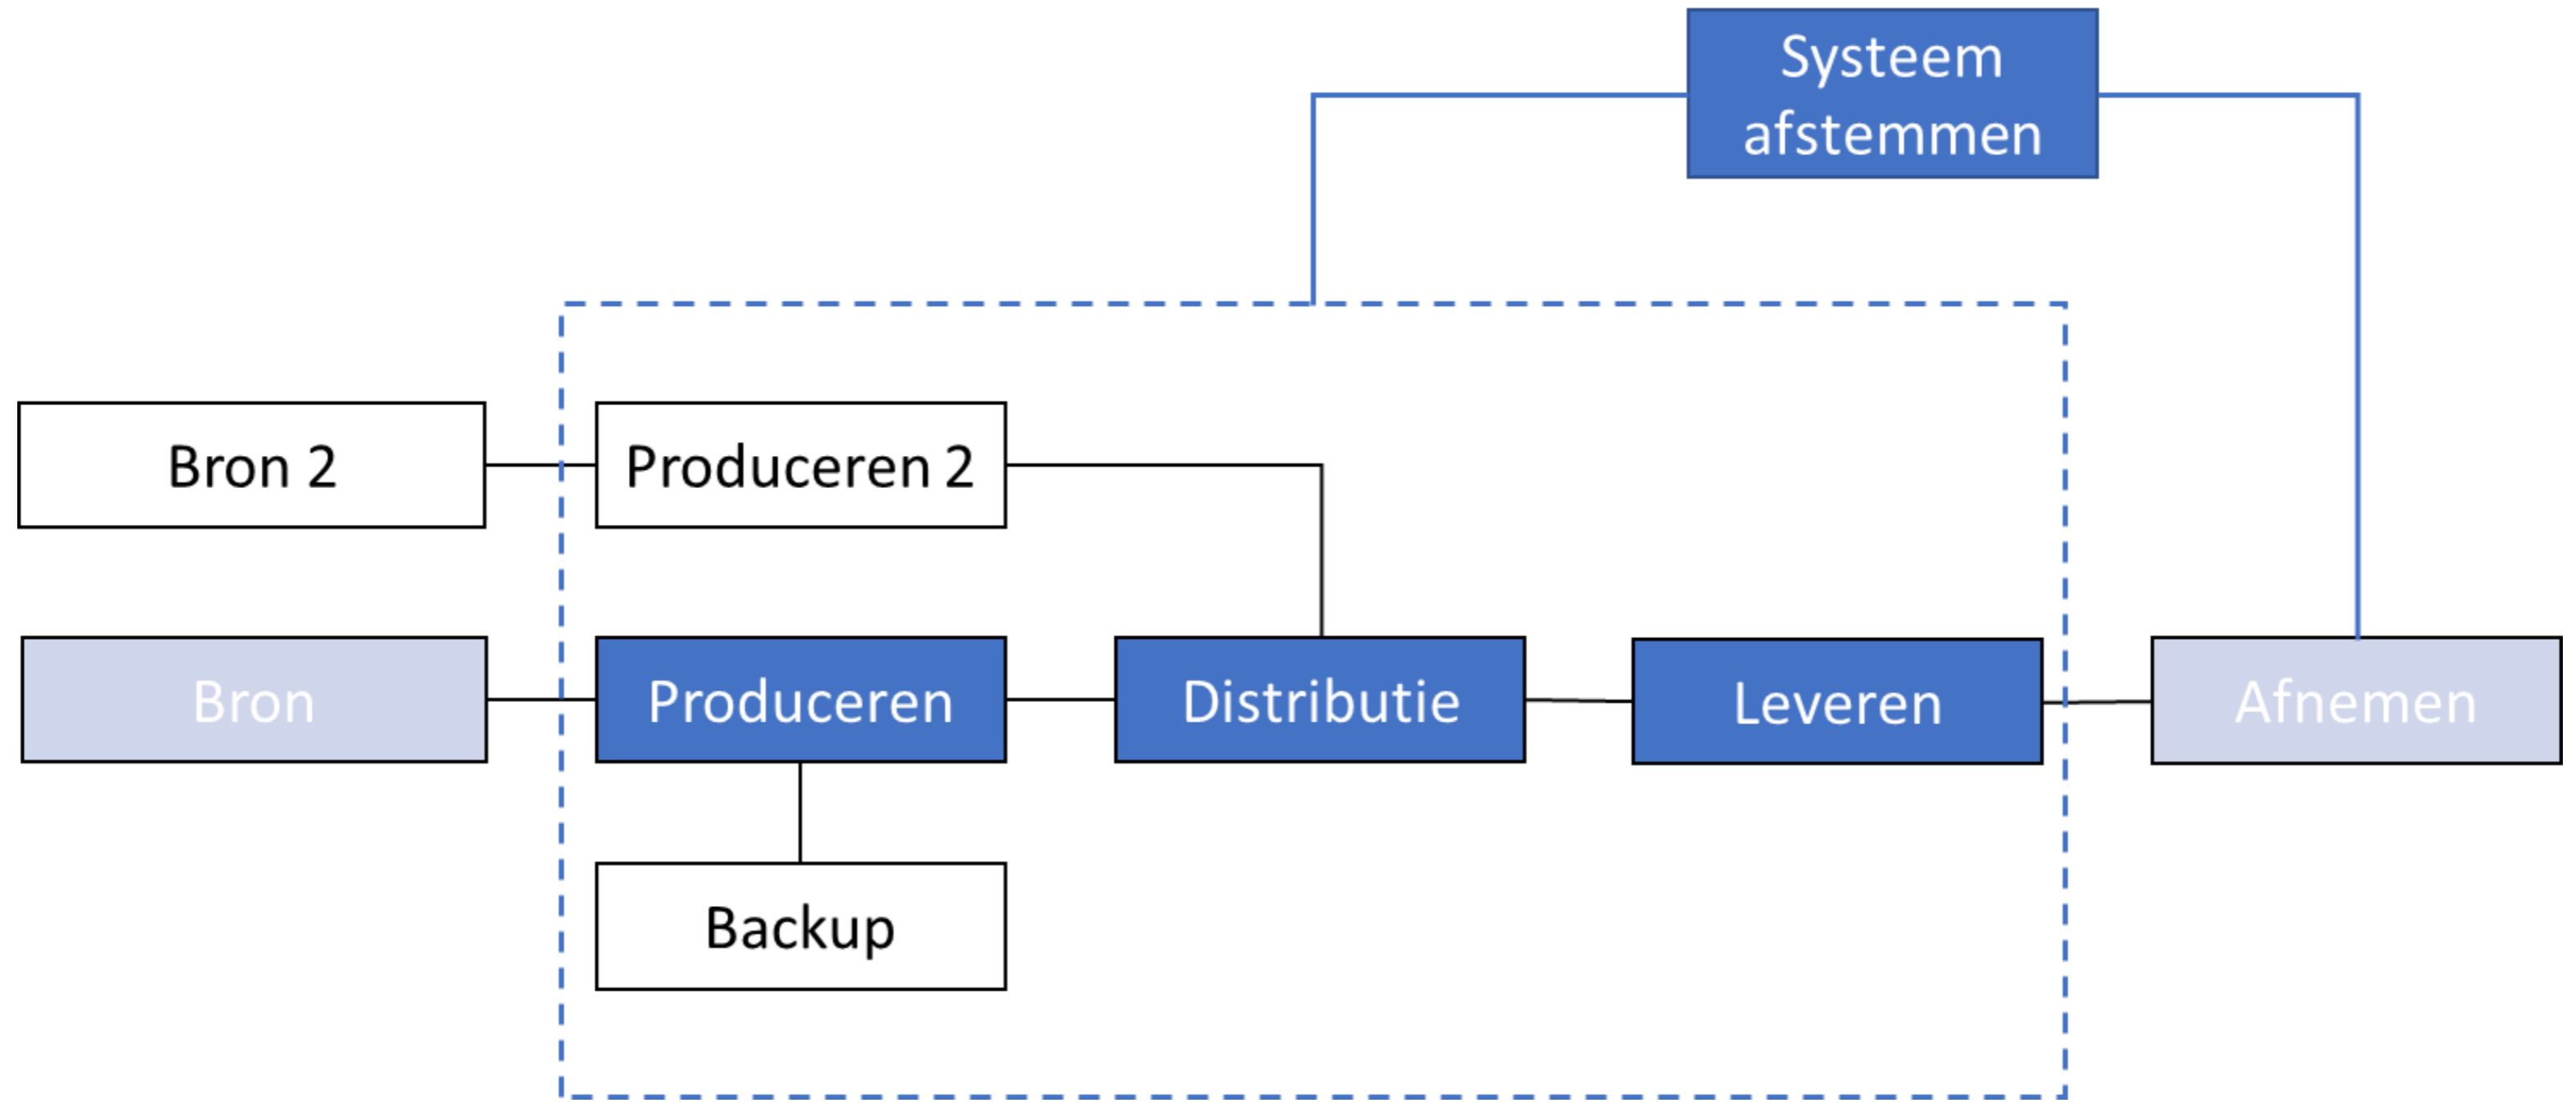 Systeem
afstemmen
Bron 2
Produceren 2
Bron
Produceren
Distributie
Leveren
Afnemen
Backup